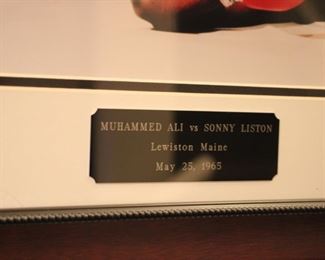 MUHAMMED ALI vs SONNY LISTON
Lewiston Maine
May 25, 1965